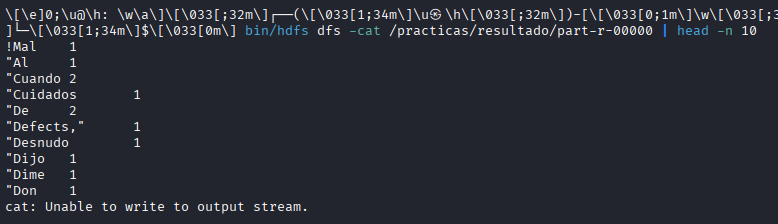 \[\e]0;\u@\h: \w\a\]\[\033[;32m\]┌──(\[\033[1;34m\]\u㉿\h\[\033[;32m\])-[\[\033[0;1m\]\w\[\033[;3
]└─\[\033[1;34m\]$\[\033[0m\] bin/hdfs dfs -cat /practicas/resultado/part-r-00000 | head -n 10
!Mal 1
"Al 1
"Cuando 2
"Cuidados 1
"De 2
"Defects," 1
"Desnudo 1
"Dijo 1
"Dime 1
"Don 1
cat: Unable to write to output stream.